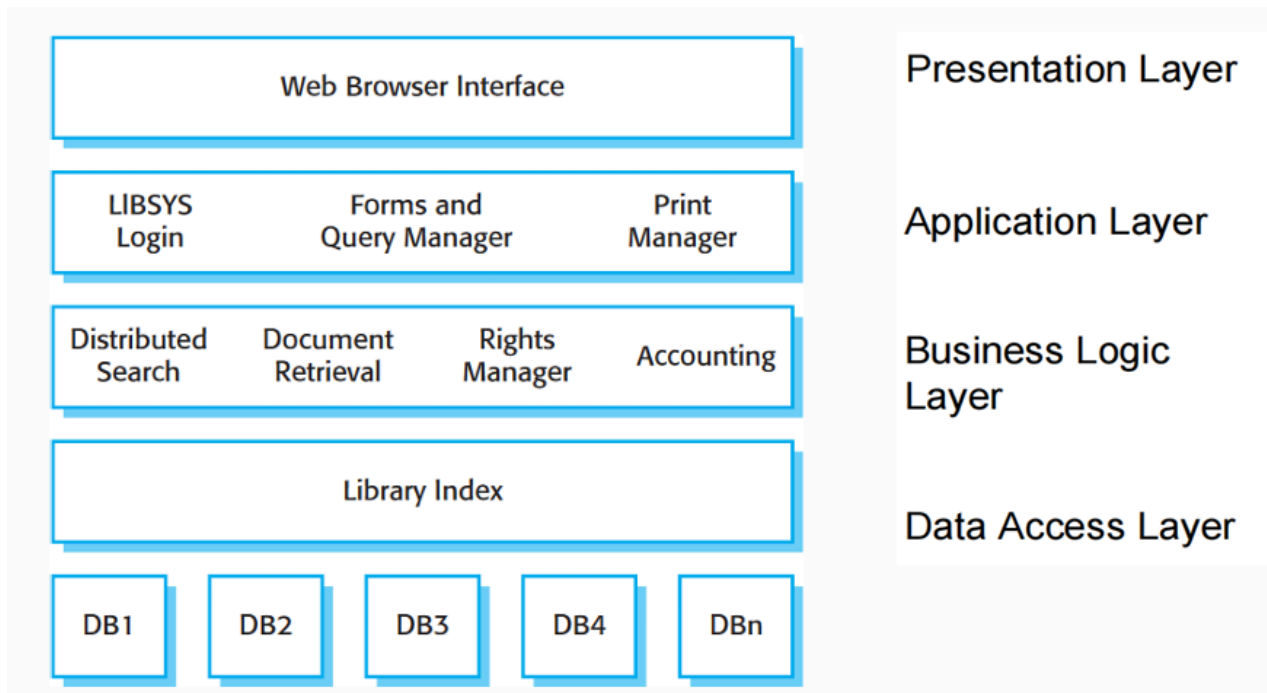 Web Browser Interface
Presentation Layer
LIBSYS
Login
Forms and
Query Manager
Print
Manager
Application Layer
Distributed
Search
Document
Retrieval
Rights
Manager
Accounting
Business Logic
Layer
Library Index
Data Access Layer
DB1
DB2
DB3
DB4
DBn